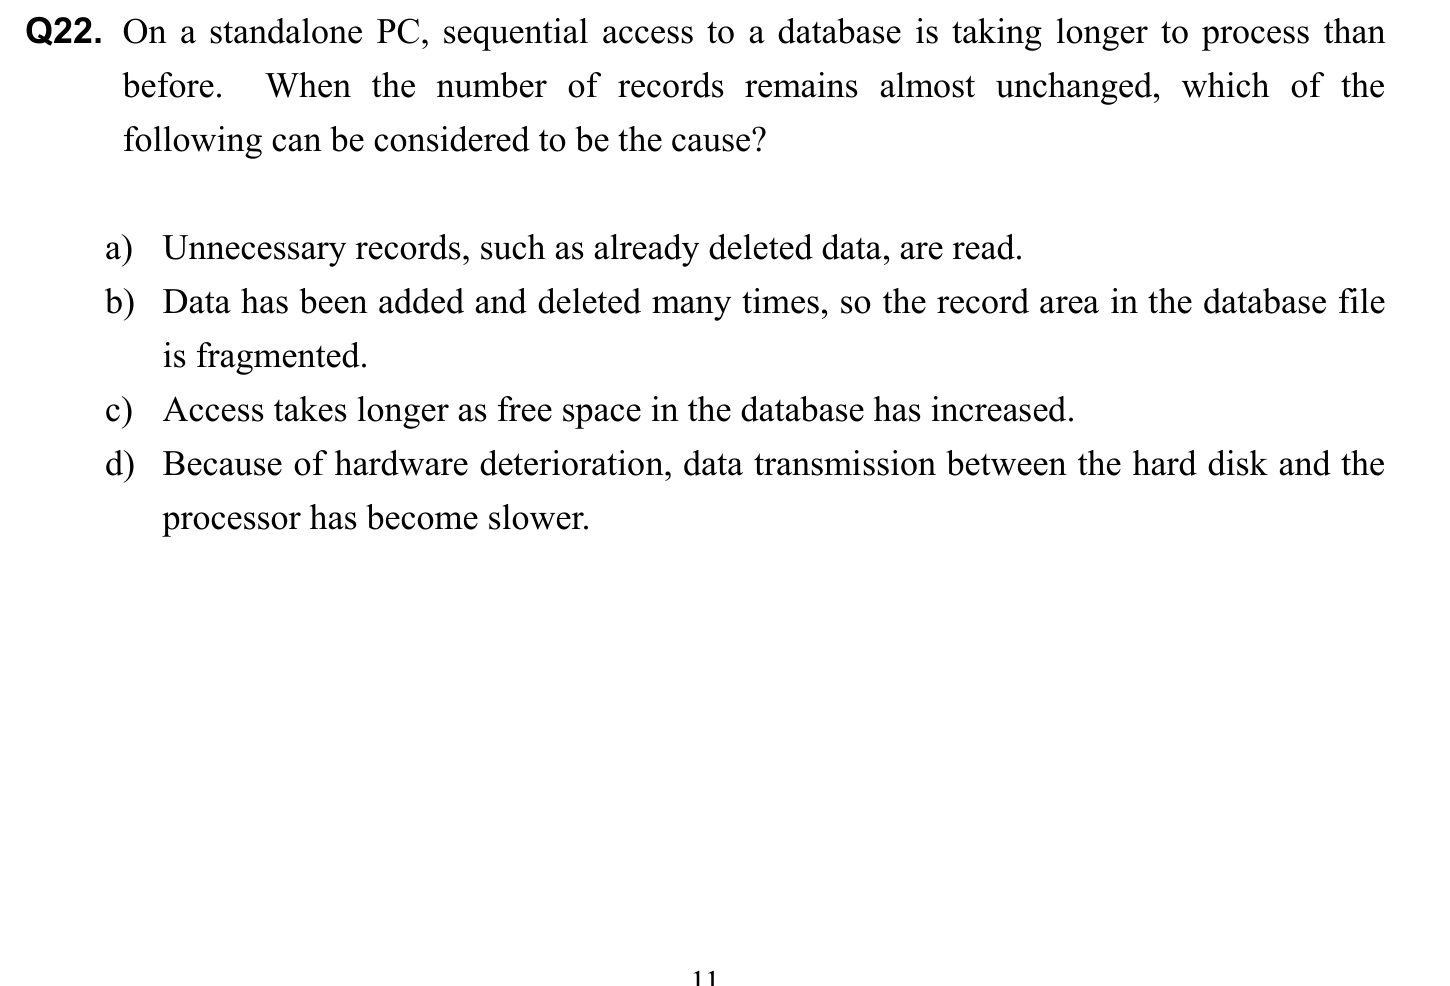 Q22. On a standalone PC, sequential access to a database is taking longer to process than
before. When the number of records remains almost unchanged, which of the
following can be considered to be the cause?
a) Unnecessary records, such as already deleted data, are read.
b) Data has been added and deleted many times, so the record area in the database file
is fragmented.
c) Access takes longer as free space in the database has increased.
d) Because of hardware deterioration, data transmission between the hard disk and the
processor has become slower.
11